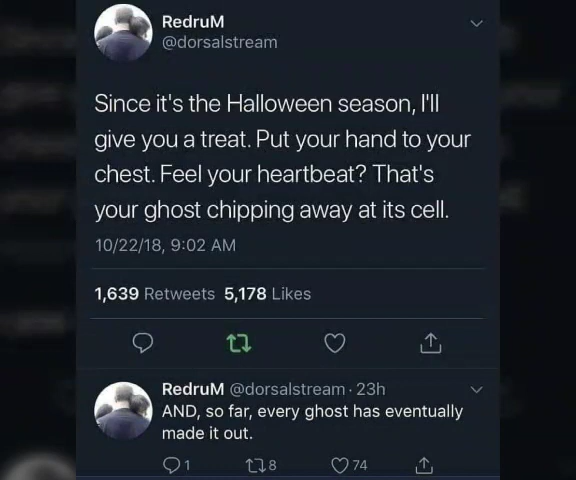 RedruM
@dorsalstream
Since it's the Halloween season, I'll
give you a treat. Put your hand to your
chest. Feel your heartbeat? That's
your ghost chipping away at its cell.
10/22/18, 9:02 AM
1,639 Retweets 5,178 Likes
RedruM @dorsalstream · 23h
AND, so far, every ghost has eventually
made it out.
1 8 74